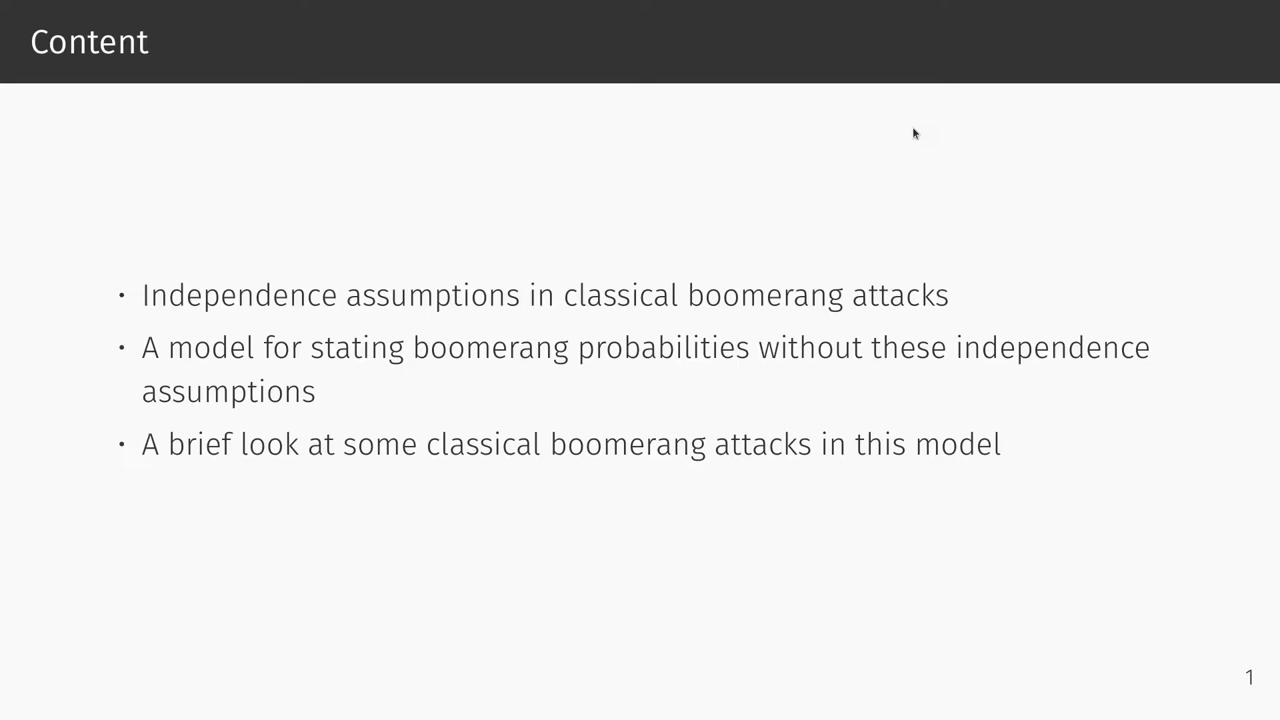 Content
• Independence assumptions in classical boomerang attacks
• A model for stating boomerang probabilities without these independence
assumptions
• A brief look at some classical boomerang attacks in this model
1